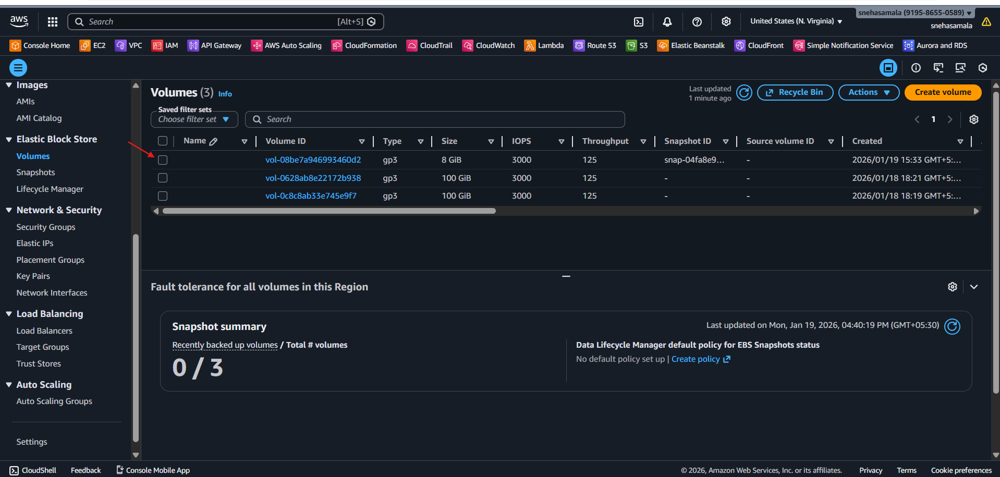 aws Search [Alt+S] United States (N. Virginia) ▼ snehasamala (9195-8655-0589) ▼
snehasamala
Console Home EC2 VPC IAM API Gateway AWS Auto Scaling CloudFormation CloudTrail CloudWatch Lambda Route 53 S3 Elastic Beanstalk CloudFront Simple Notification Service Aurora and RDS
Images
AMIs
AMI Catalog
Elastic Block Store
Volumes
Snapshots
Lifecycle Manager
Network & Security
Security Groups
Elastic IPs
Placement Groups
Key Pairs
Network Interfaces
Load Balancing
Load Balancers
Target Groups
Trust Stores
Auto Scaling
Auto Scaling Groups
Settings
Volumes (3) Info
Last updated
1 minute ago
Recycle Bin Actions Create volume
Saved filter sets
Choose filter set Search 1
Name Volume ID Type Size IOPS Throughput Snapshot ID Source volume ID Created
vol-08be7a946993460d2 gp3 8 GiB 3000 125 snap-04fa8e9... - 2026/01/19 15:33 GMT+5:...
vol-0628ab8e22172b938 gp3 100 GiB 3000 125 - - 2026/01/18 18:21 GMT+5:...
vol-0c8c8ab33e745e9f7 gp3 100 GiB 3000 125 - - 2026/01/18 18:19 GMT+5:...
Fault tolerance for all volumes in this Region
Snapshot summary
Last updated on Mon, Jan 19, 2026, 04:40:19 PM (GMT+05:30)
Recently backed up volumes / Total # volumes
0 / 3
Data Lifecycle Manager default policy for EBS Snapshots status
No default policy set up | Create policy
CloudShell Feedback Console Mobile App © 2026, Amazon Web Services, Inc. or its affiliates. Privacy Terms Cookie preferences